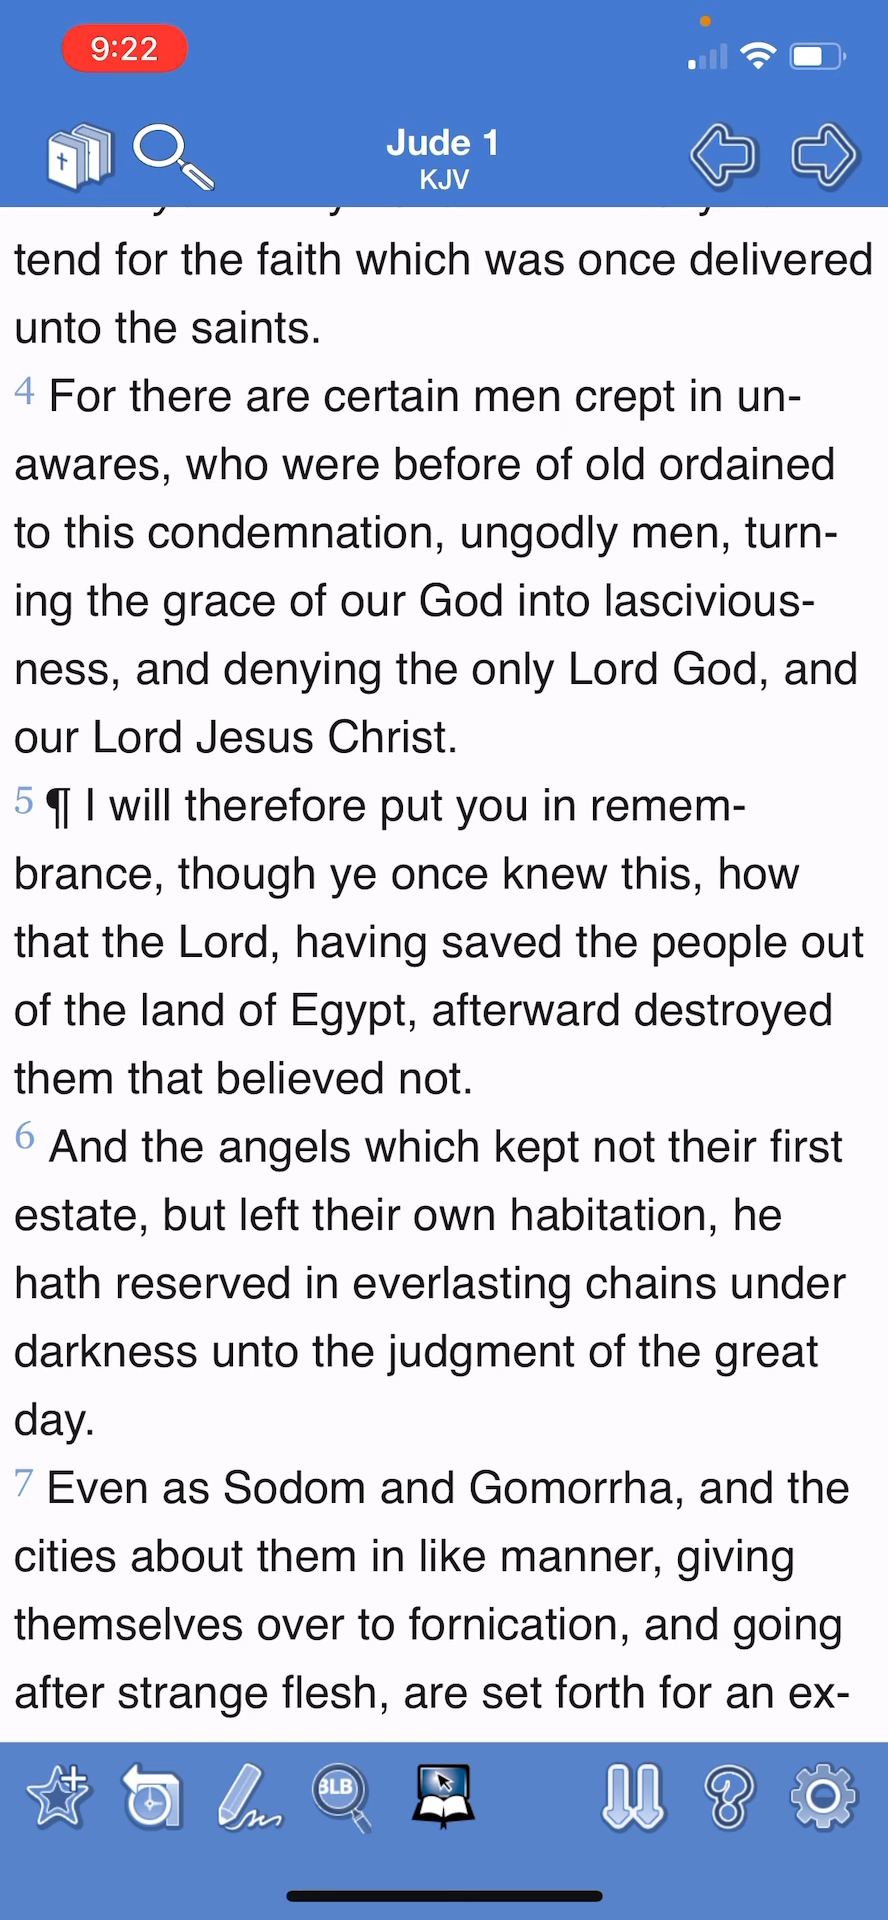 9:22
Jude 1
KJV
tend for the faith which was once delivered
unto the saints.
4 For there are certain men crept in un-
awares, who were before of old ordained
to this condemnation, ungodly men, turn-
ing the grace of our God into lascivious-
ness, and denying the only Lord God, and
our Lord Jesus Christ.
5 ¶ I will therefore put you in remem-
brance, though ye once knew this, how
that the Lord, having saved the people out
of the land of Egypt, afterward destroyed
them that believed not.
6 And the angels which kept not their first
estate, but left their own habitation, he
hath reserved in everlasting chains under
darkness unto the judgment of the great
day.
7 Even as Sodom and Gomorrha, and the
cities about them in like manner, giving
themselves over to fornication, and going
after strange flesh, are set forth for an ex-
BLB